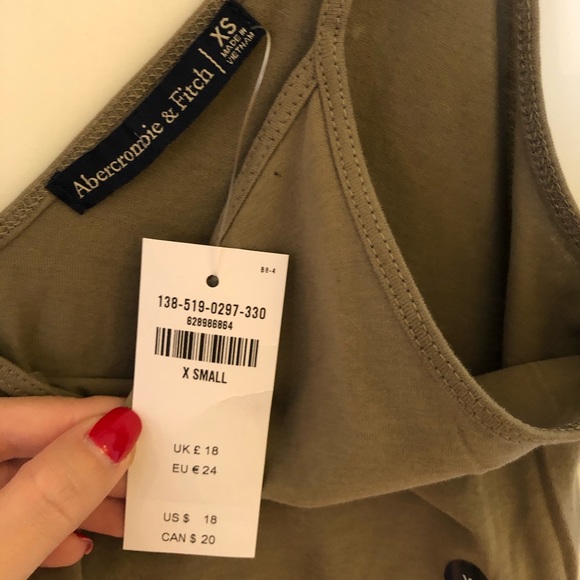 Abercrombie & Fitch
XS
MADE IN
VIETNAM
B8-4
138-519-0297-330
628986864
X SMALL
UK £ 18
EU € 24
US $ 18
CAN $ 20